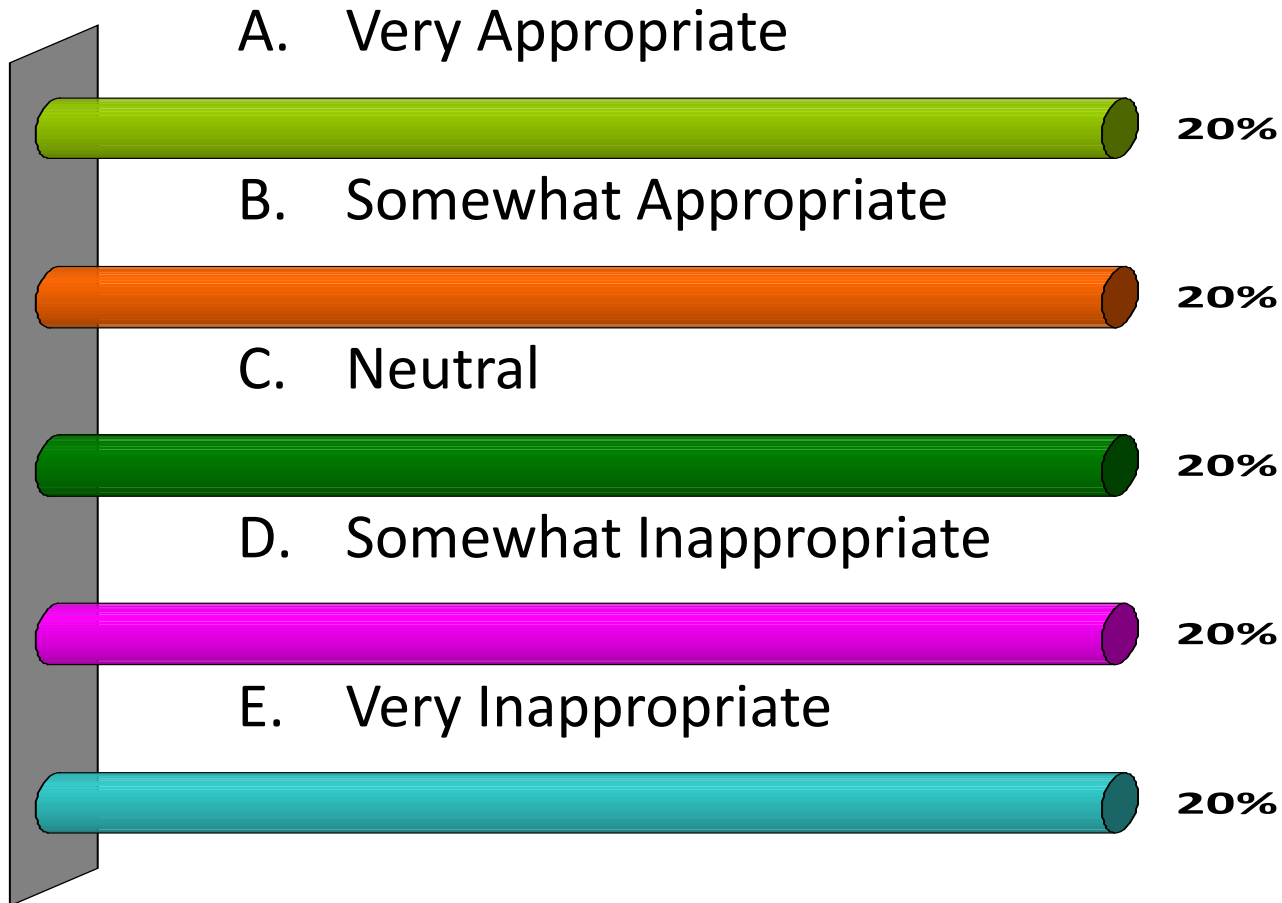 A. Very Appropriate
20%
B. Somewhat Appropriate
20%
C. Neutral
20%
D. Somewhat Inappropriate
20%
E. Very Inappropriate
20%